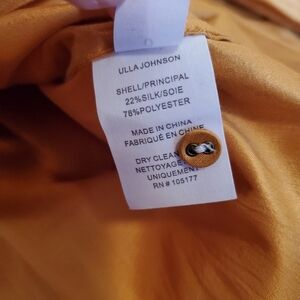 ULLA JOHNSON
SHELL/PRINCIPAL
22%SILK/SOIE
78%POLYESTER
MADE IN CHINA
FABRIQUÉ EN CHINE
DRY CLEAN
NETTOYAGE
UNIQUEMENT
RN # 105177